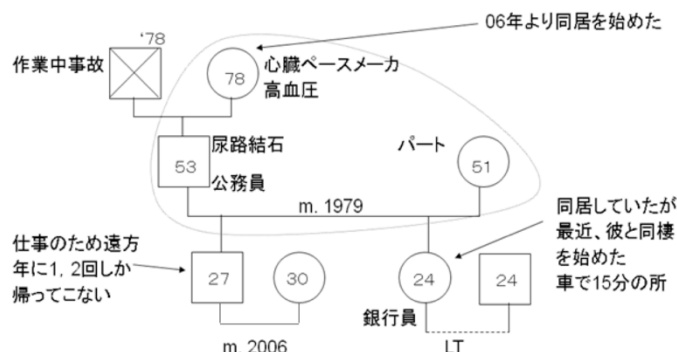 06年より同居を始めた
'78
作業中事故
78
心臓ペースメーカ
高血圧
53
尿路結石
公務員
パート
51
m. 1979
同居していたが
最近、彼と同棲
を始めた
車で15分の所
仕事のため遠方
年に1, 2回しか
帰ってこない
27
30
24
24
銀行員
m. 2006
LT